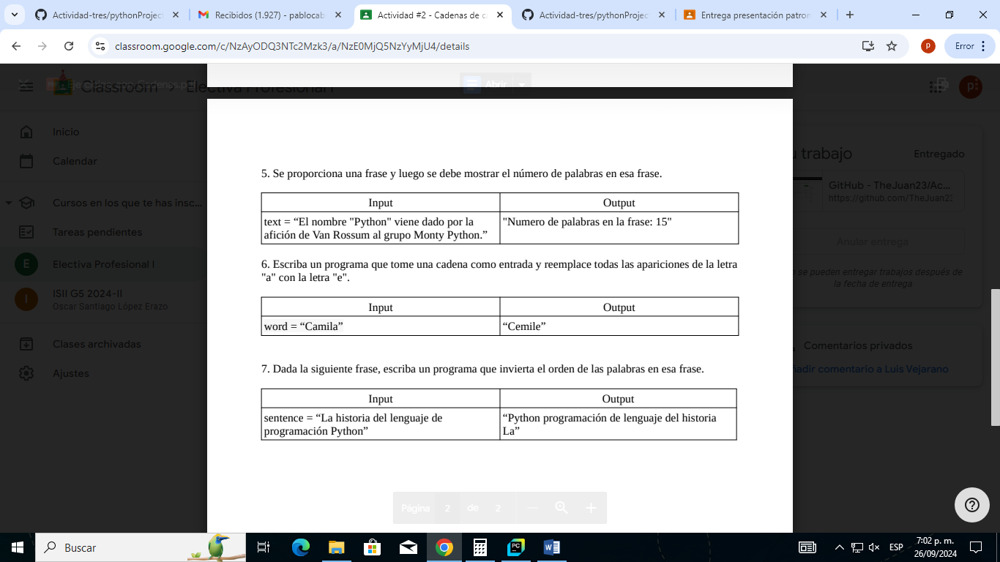 Actividad-tres/pythonProjec
Recibidos (1.927) - pablocab
Actividad #2 - Cadenas de c
Actividad-tres/pythonProjec
Entrega presentación patron
classroom.google.com/c/NzAyODQ3NTc2Mzk3/a/NzE0MjQ5NzYyMjU4/details
p
Error
Classroom
Electiva Profesional I
Abrir
p
Inicio
Calendar
Cursos en los que te has insc...
Tareas pendientes
E
Electiva Profesional I
I
ISII G5 2024-II
Oscar Santiago López Erazo
Clases archivadas
Ajustes
5. Se proporciona una frase y luego se debe mostrar el número de palabras en esa frase.
Input
Output
text = “El nombre "Python" viene dado por la
afición de Van Rossum al grupo Monty Python.”
"Numero de palabras en la frase: 15"
6. Escriba un programa que tome una cadena como entrada y reemplace todas las apariciones de la letra
"a" con la letra "e".
Input
Output
word = “Camila”
“Cemile”
7. Dada la siguiente frase, escriba un programa que invierta el orden de las palabras en esa frase.
Input
Output
sentence = “La historia del lenguaje de
programación Python”
“Python programación de lenguaje del historia
La”
Página 2 de 2
u trabajo
Entregado
GitHub - TheJuan23/Ac...
https://github.com/TheJuan23
Anular entrega
o se pueden entregar trabajos después de
la fecha de entrega
Comentarios privados
ñadir comentario a Luis Vejarano
Buscar
PC
W
ESP
7:02 p. m.
26/09/2024